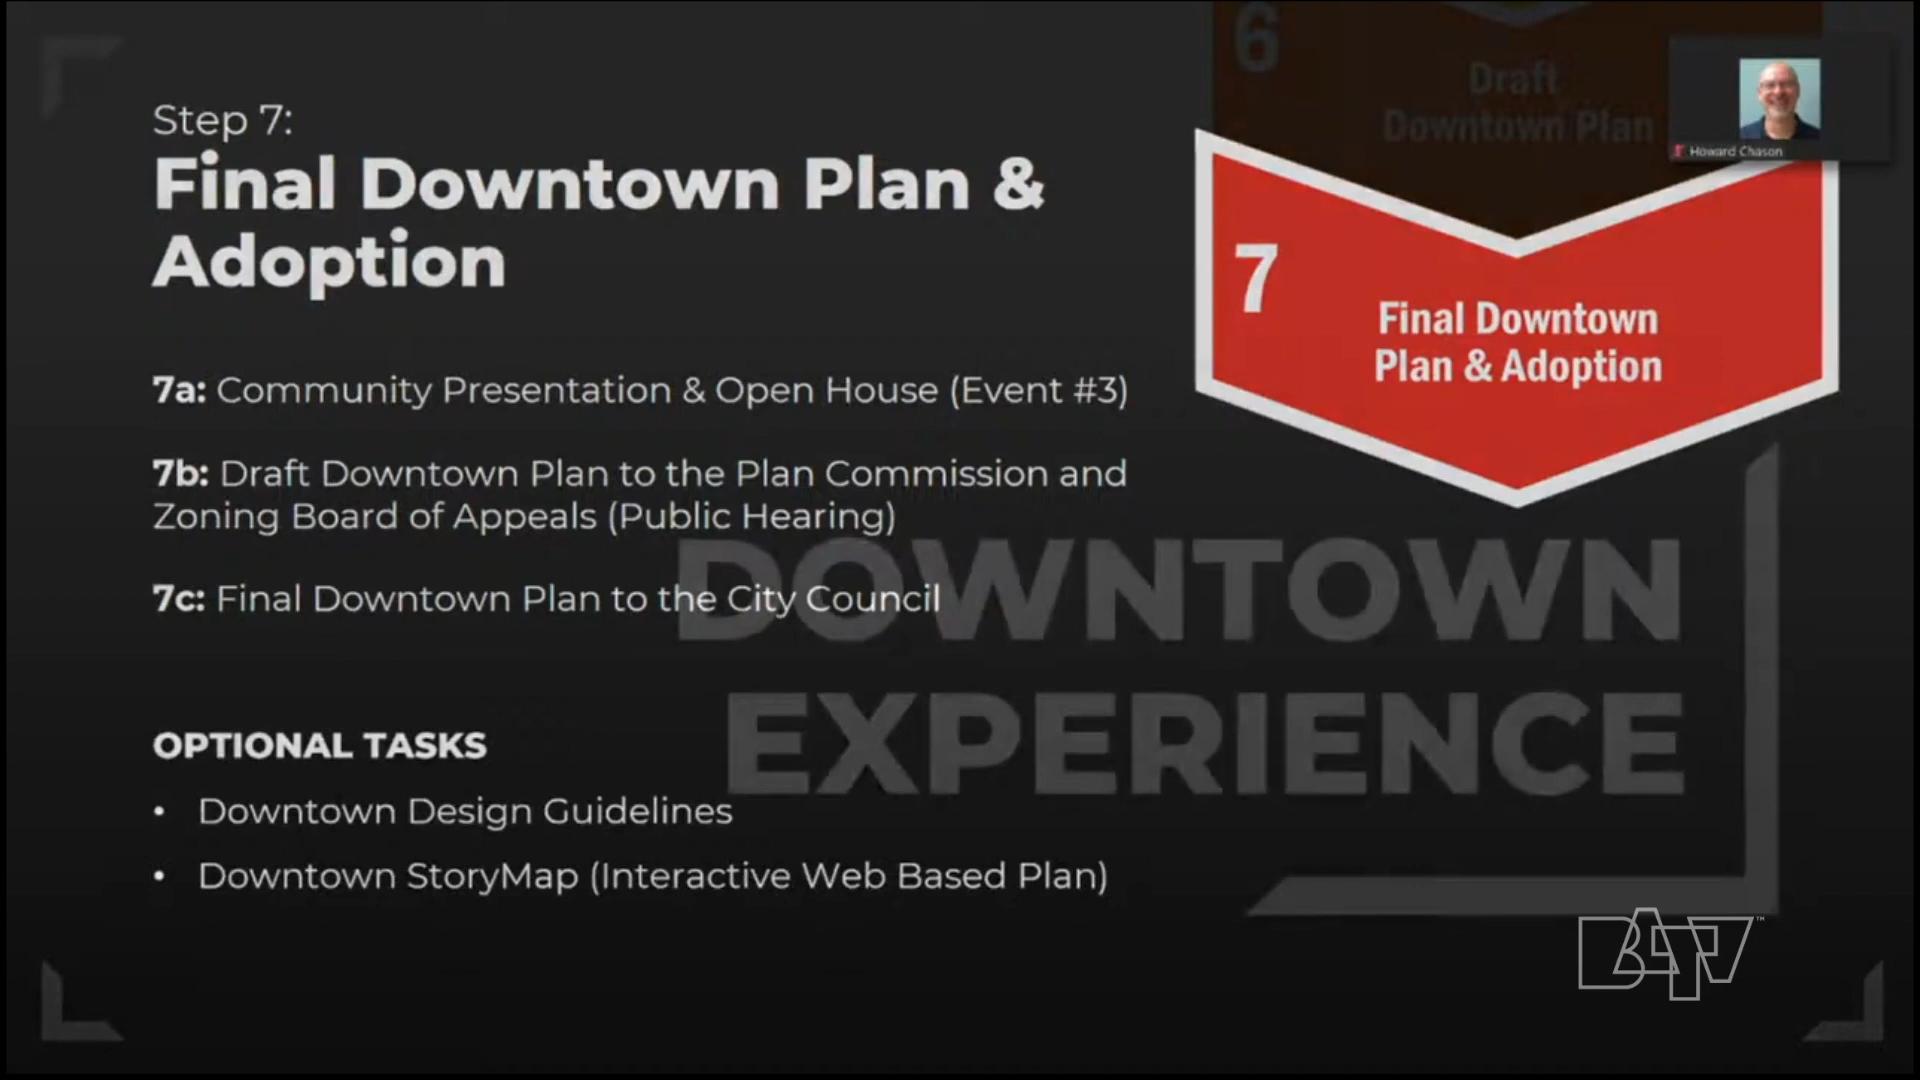 6
Draft
Downtown Plan
Howard Chason
Step 7:
Final Downtown Plan &
Adoption
7
Final Downtown
Plan & Adoption
7a: Community Presentation & Open House (Event #3)
7b: Draft Downtown Plan to the Plan Commission and
Zoning Board of Appeals (Public Hearing)
7c: Final Downtown Plan to the City Council
DOWNTOWN
EXPERIENCE
OPTIONAL TASKS
• Downtown Design Guidelines
• Downtown StoryMap (Interactive Web Based Plan)
BATV™